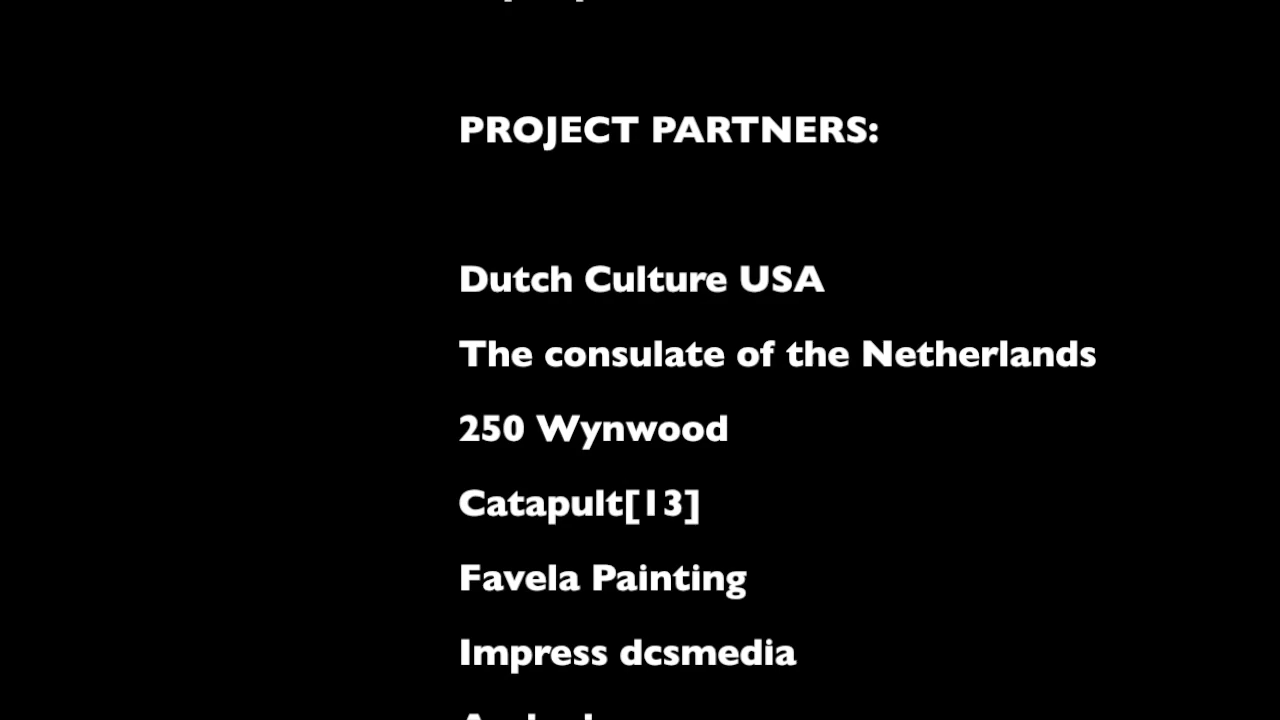 PROJECT PARTNERS:
Dutch Culture USA
The consulate of the Netherlands
250 Wynwood
Catapult[13]
Favela Painting
Impress dcsmedia